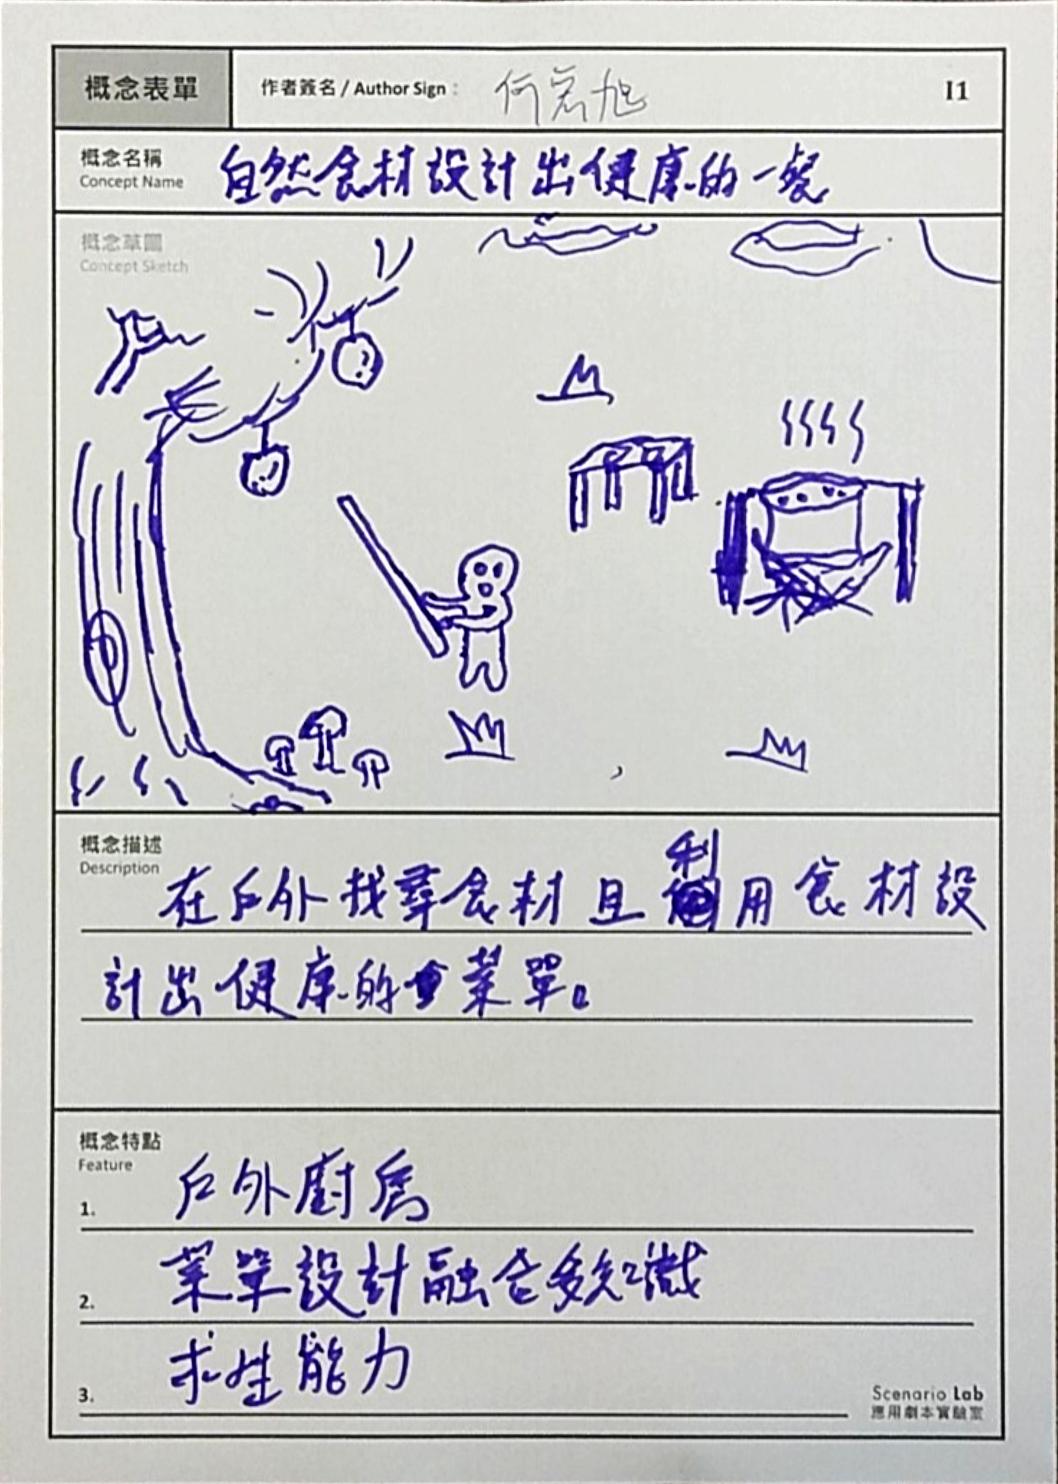 概念表單
作者簽名 / Author Sign :
I1
概念名稱
Concept Name
自然食材設計出健康的一餐
概念草圖
Concept Sketch
概念描述
Description
在戶外找尋食材且利用食材設
計出健康的菜單。
概念特點
Feature
1. 戶外廚房
2. 菜單設計融合知識
3. 求生能力
Scenario Lab
應用劇本實驗室